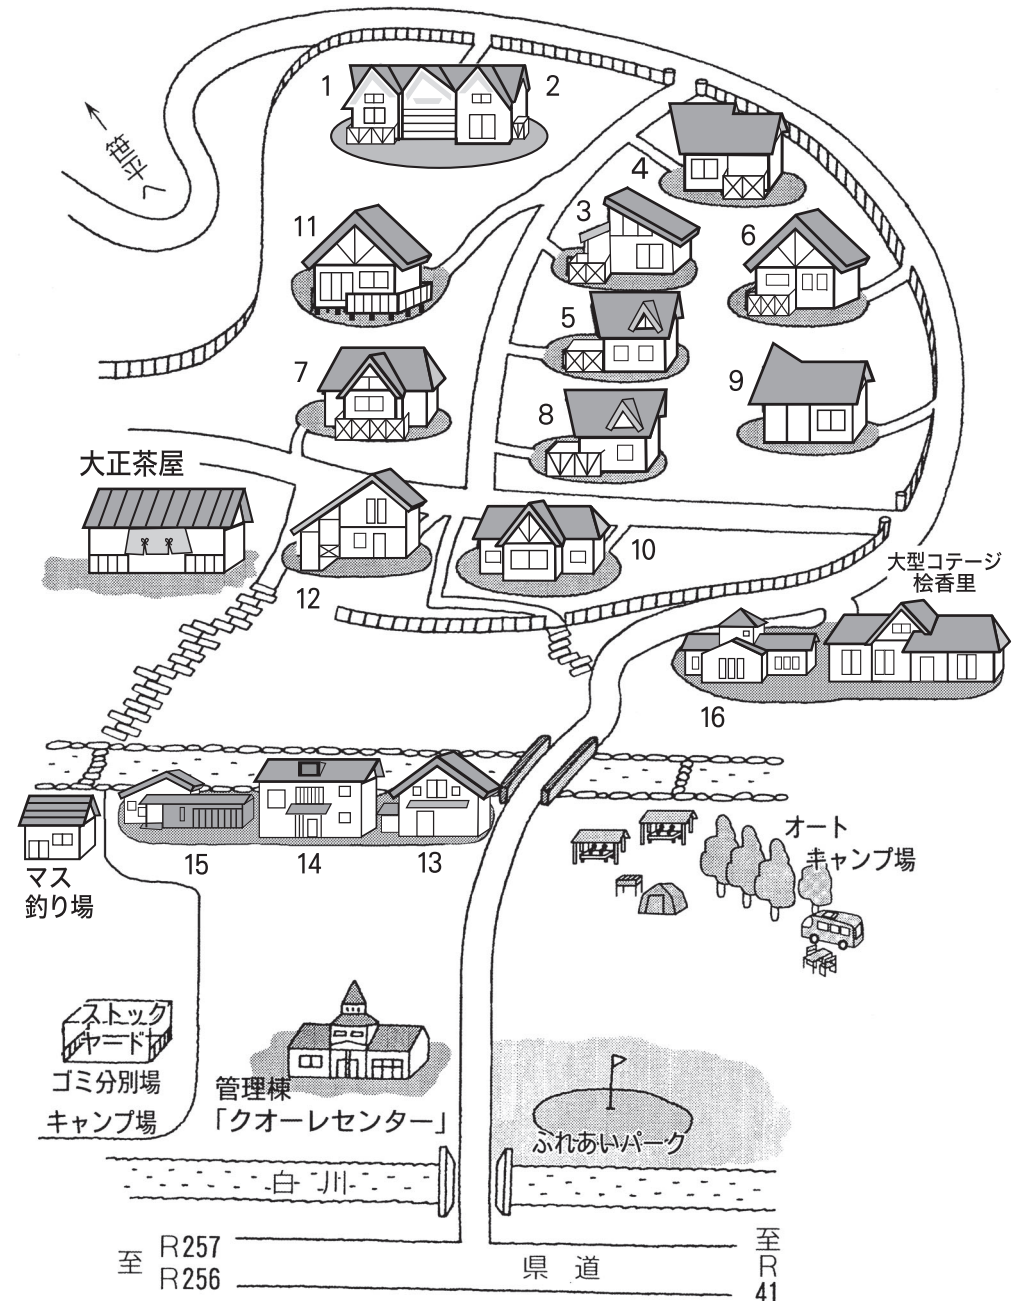 1
2
笹平へ
4
3
11
6
5
7
9
8
大正茶屋
10
大型コテージ
桧香里
12
16
オート
キャンプ場
15
14
13
マス
釣り場
ストック
ヤード
ゴミ分別場
キャンプ場
管理棟
「クオーレセンター」
ふれあいパーク
白川
至
R257
R256
県道
至
R
41